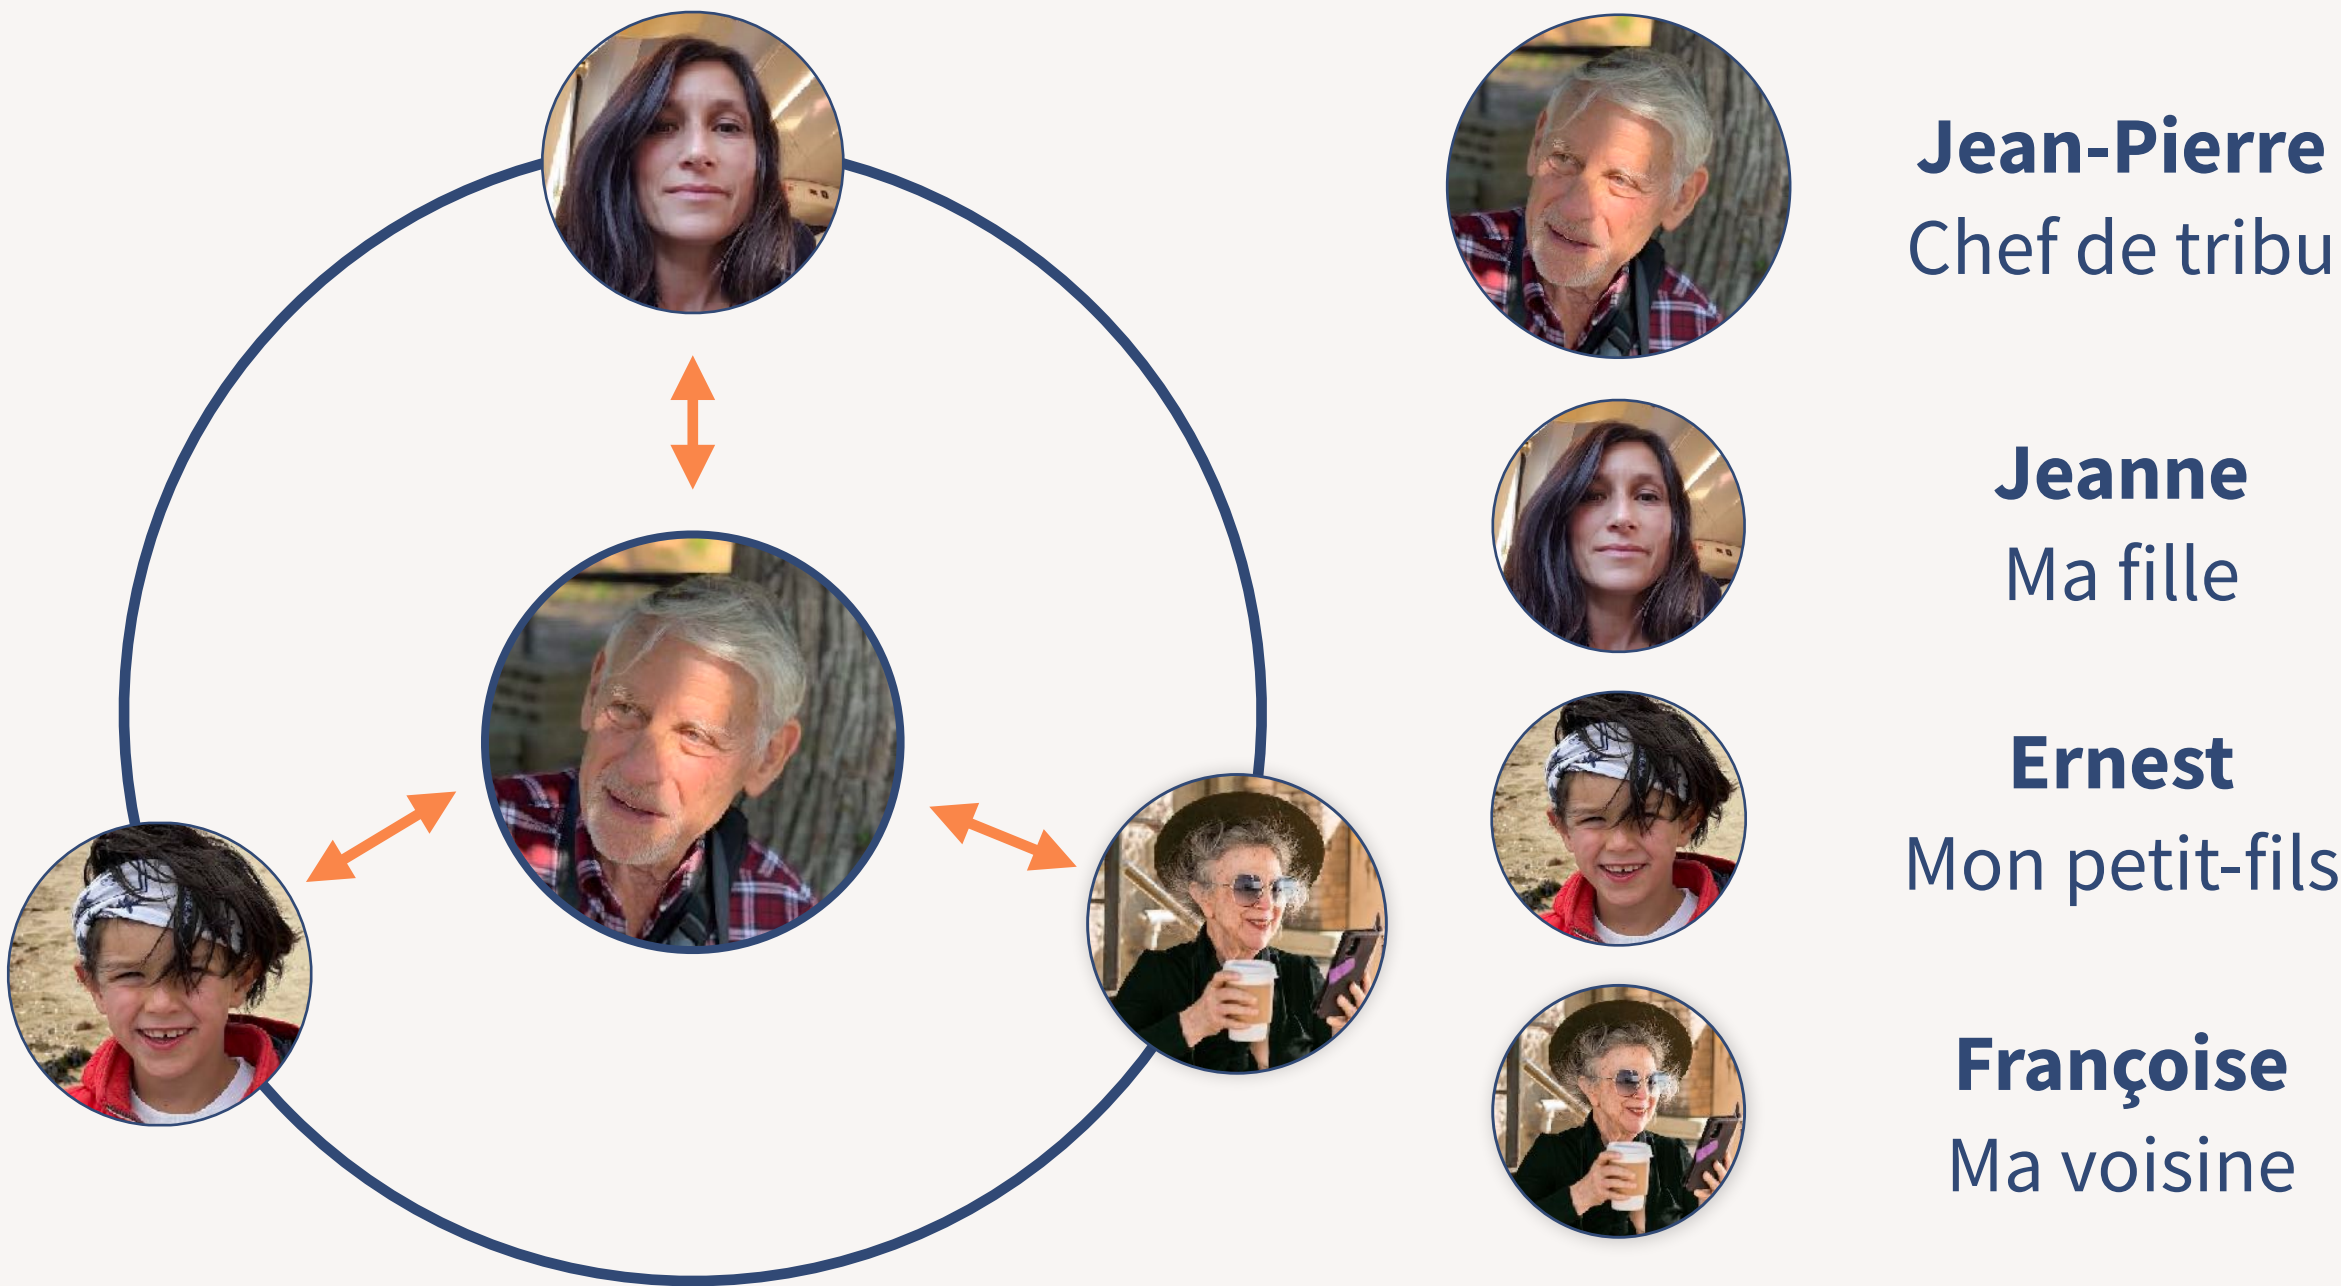 Jean-Pierre
Chef de tribu
Jeanne
Ma fille
Ernest
Mon petit-fils
Françoise
Ma voisine